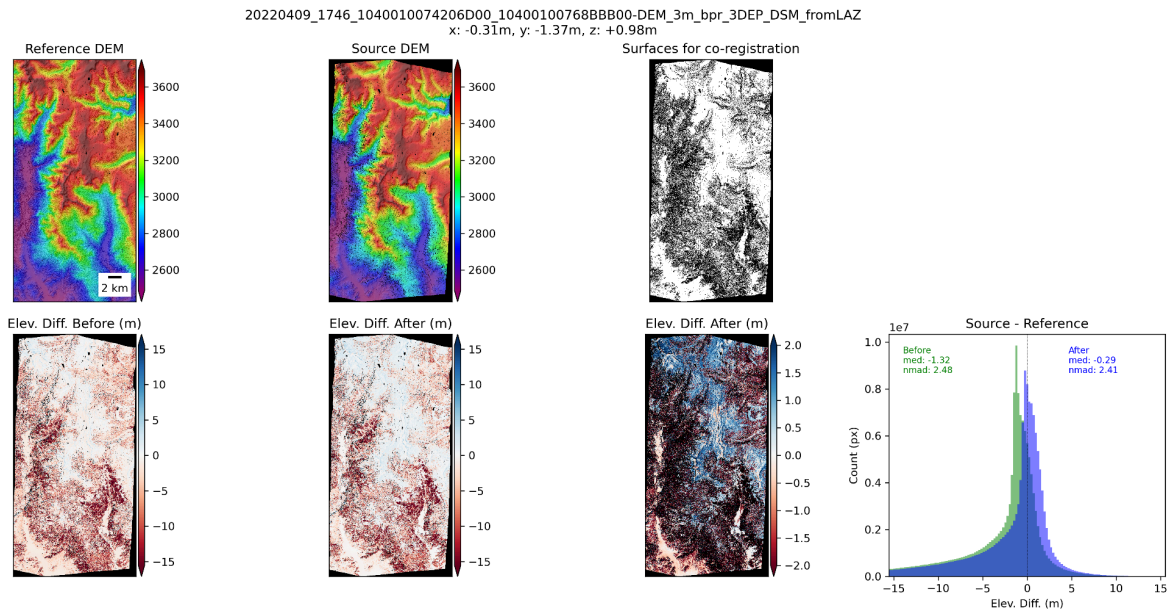 20220409_1746_1040010074206D00_10400100768BBB00-DEM_3m_bpr_3DEP_DSM_fromLAZ
x: -0.31m, y: -1.37m, z: +0.98m
Reference DEM
3600
3400
3200
3000
2800
2600
2 km
Source DEM
3600
3400
3200
3000
2800
2600
Surfaces for co-registration
Elev. Diff. Before (m)
15
10
5
0
−5
−10
−15
Elev. Diff. After (m)
15
10
5
0
−5
−10
−15
Elev. Diff. After (m)
2.0
1.5
1.0
0.5
0.0
−0.5
−1.0
−1.5
−2.0
Source - Reference
1e7
Before
med: -1.32
nmad: 2.48
After
med: -0.29
nmad: 2.41
Count (px)
1.0
0.8
0.6
0.4
0.2
0.0
−15 −10 −5 0 5 10 15
Elev. Diff. (m)